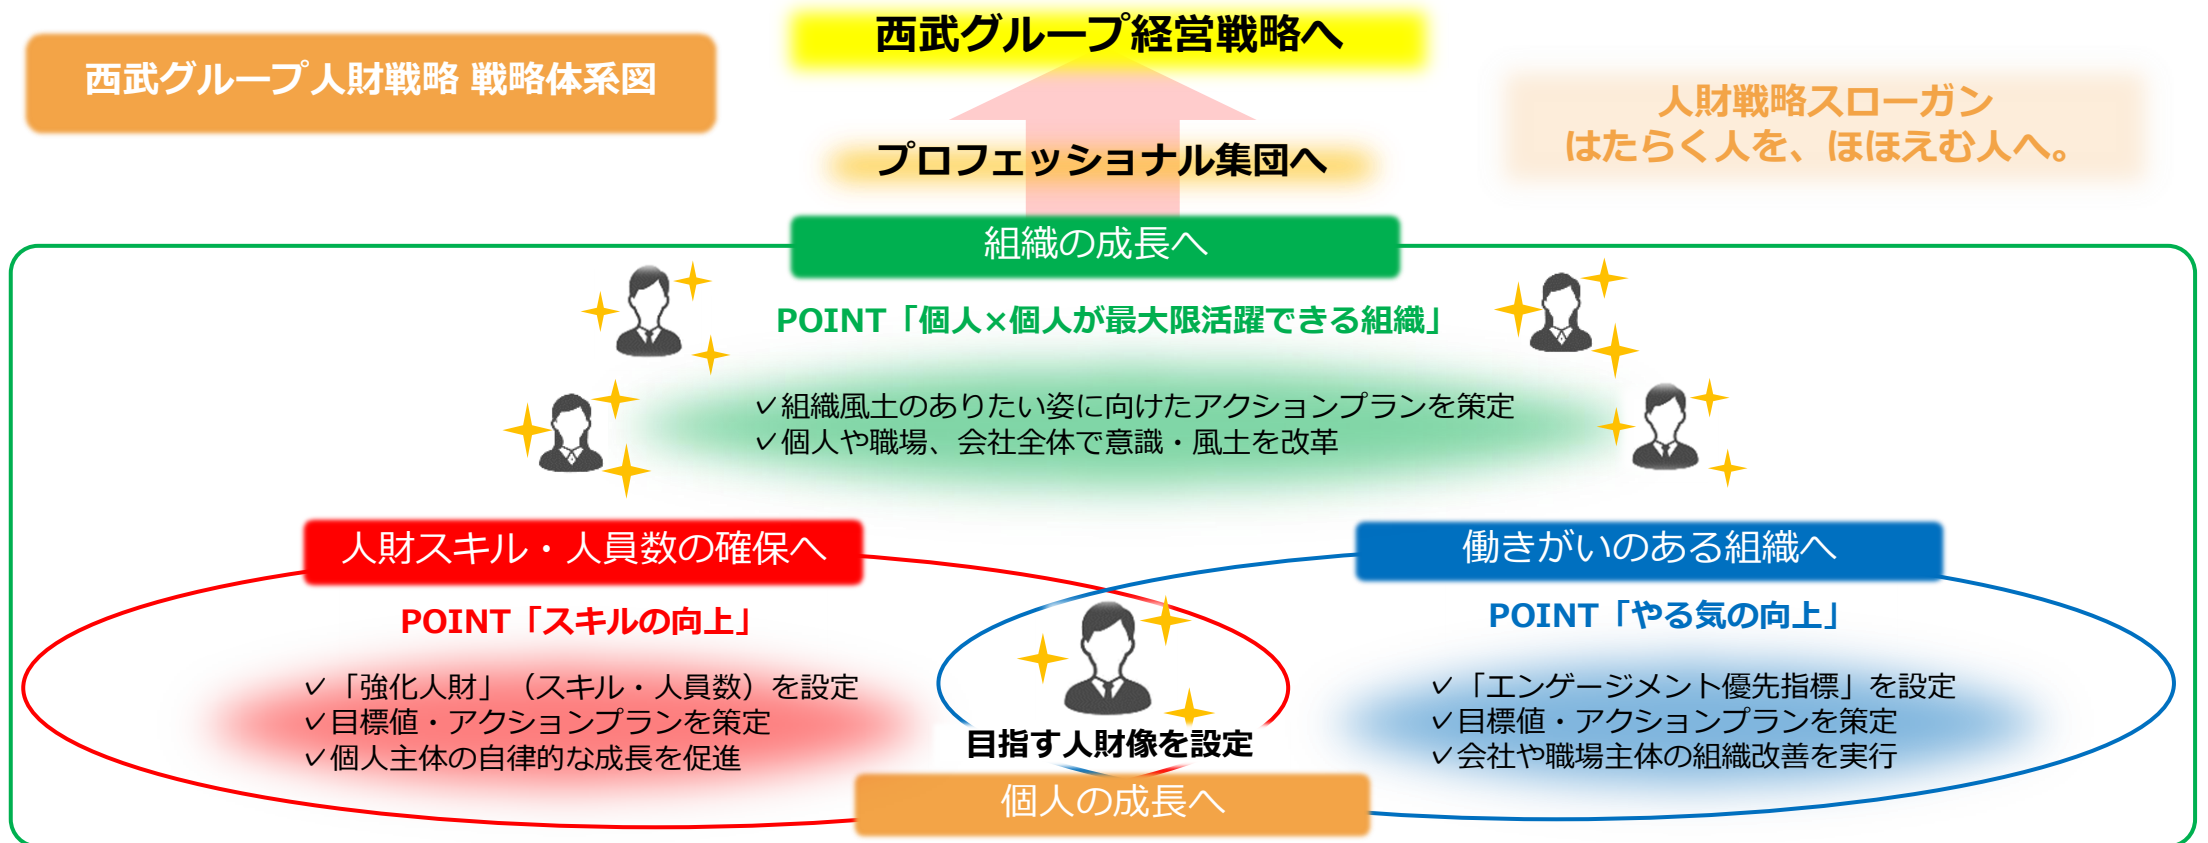 西武グループ経営戦略へ
西武グループ人財戦略 戦略体系図
人財戦略スローガン
はたらく人を、ほほえむ人へ。
プロフェッショナル集団へ
組織の成長へ
POINT「個人×個人が最大限活躍できる組織」
✓組織風土のありたい姿に向けたアクションプランを策定
✓個人や職場、会社全体で意識・風土を改革
人財スキル・人員数の確保へ
POINT「スキルの向上」
✓「強化人財」（スキル・人員数）を設定
✓目標値・アクションプランを策定
✓個人主体の自律的な成長を促進
働きがいのある組織へ
POINT「やる気の向上」
✓「エンゲージメント優先指標」を設定
✓目標値・アクションプランを策定
✓会社や職場主体の組織改善を実行
目指す人財像を設定
個人の成長へ